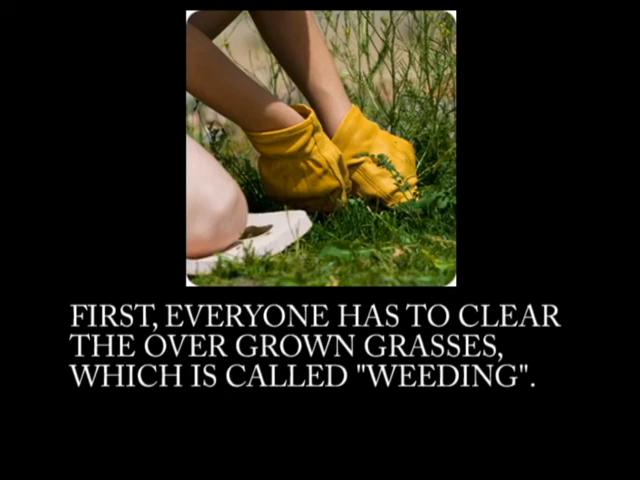 FIRST, EVERYONE HAS TO CLEAR
THE OVER GROWN GRASSES,
WHICH IS CALLED "WEEDING".